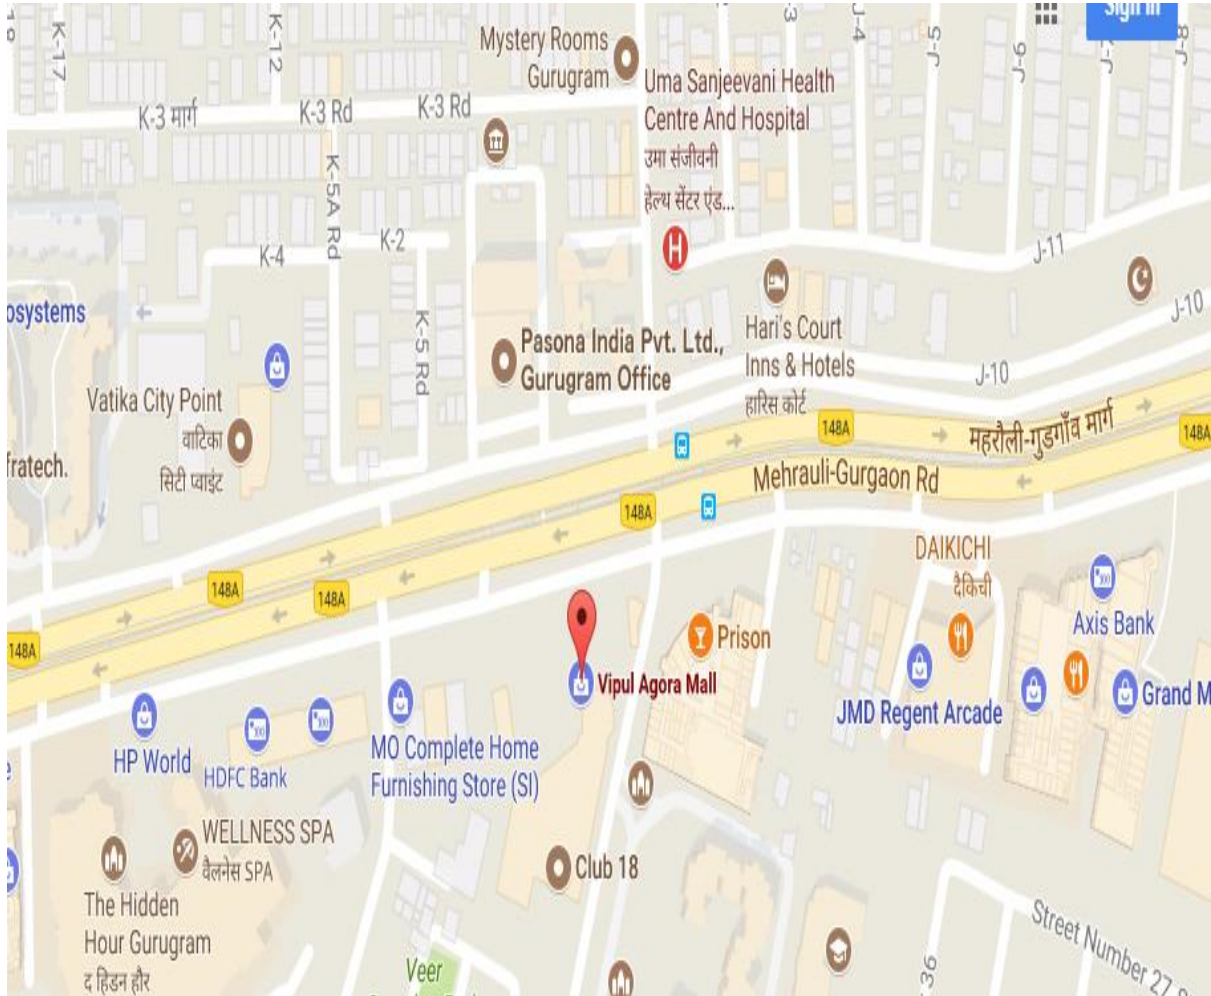 K-17
K-12
Mystery Rooms
Gurugram
3
J-4
J-5
J-6
Sign in
J-8
K-3 मार्ग
K-3 Rd
K-3 Rd
Uma Sanjeevani Health
Centre And Hospital
उमा संजीवनी
हेल्थ सेंटर एंड...
K-5A Rd
K-4
K-2
H
J-11
J-10
osystems
K-5 Rd
Pasona India Pvt. Ltd.,
Gurugram Office
Hari's Court
Inns & Hotels
हारिस कोर्ट
J-10
Vatika City Point
वाटिका
सिटी प्वाइंट
fratech.
148A
महरौली-गुड़गाँव मार्ग
148A
Mehrauli-Gurgaon Rd
148A
148A
148A
148A
DAIKICHI
दैकिची
Axis Bank
Prison
Vipul Agora Mall
JMD Regent Arcade
Grand M
HP World
HDFC Bank
MO Complete Home
Furnishing Store (SI)
WELLNESS SPA
वैलनेस SPA
Club 18
The Hidden
Hour Gurugram
द हिडन हौर
Veer
36
Street Number 27